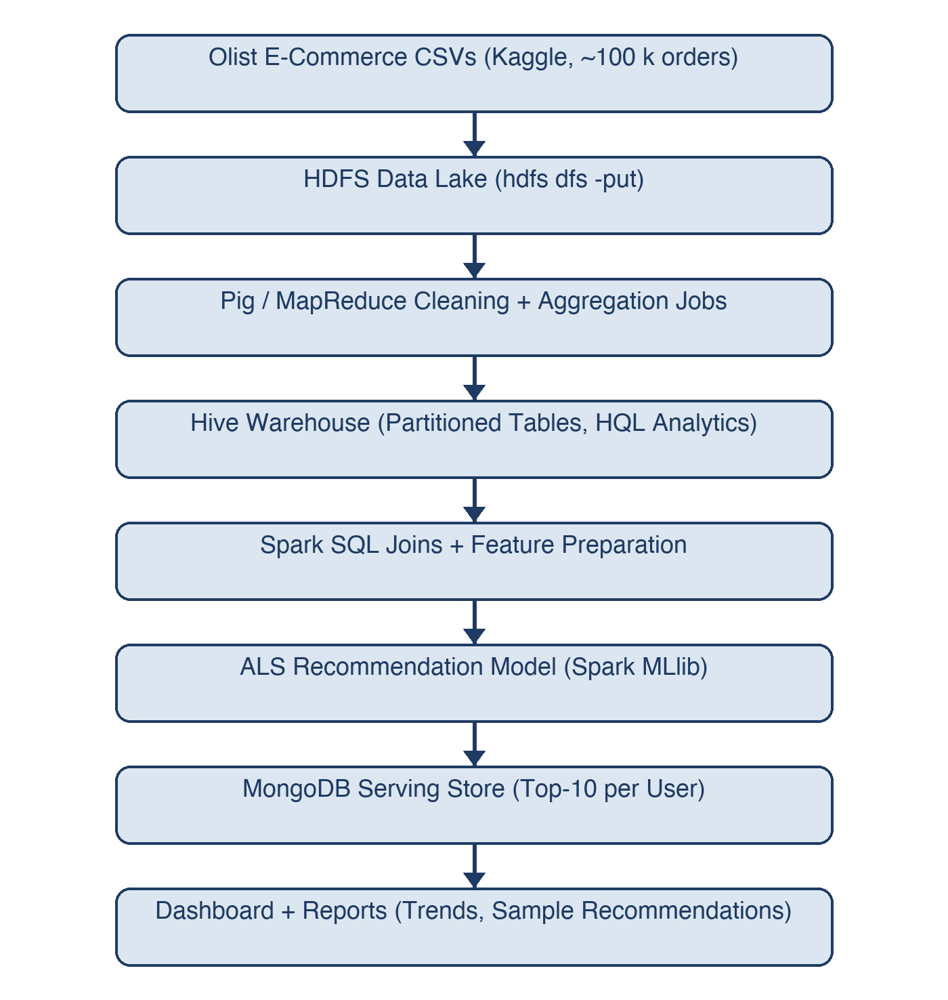 Olist E-Commerce CSVs (Kaggle, ~100 k orders)
HDFS Data Lake (hdfs dfs -put)
Pig / MapReduce Cleaning + Aggregation Jobs
Hive Warehouse (Partitioned Tables, HQL Analytics)
Spark SQL Joins + Feature Preparation
ALS Recommendation Model (Spark MLlib)
MongoDB Serving Store (Top-10 per User)
Dashboard + Reports (Trends, Sample Recommendations)